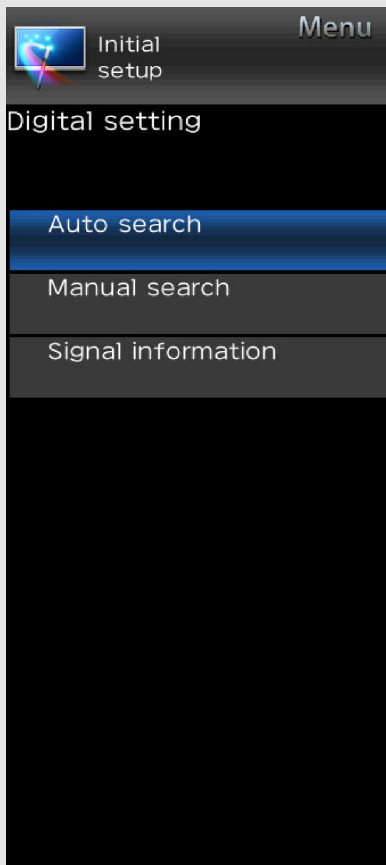 Menu
Initial
setup
Digital setting
Auto search
Manual search
Signal information